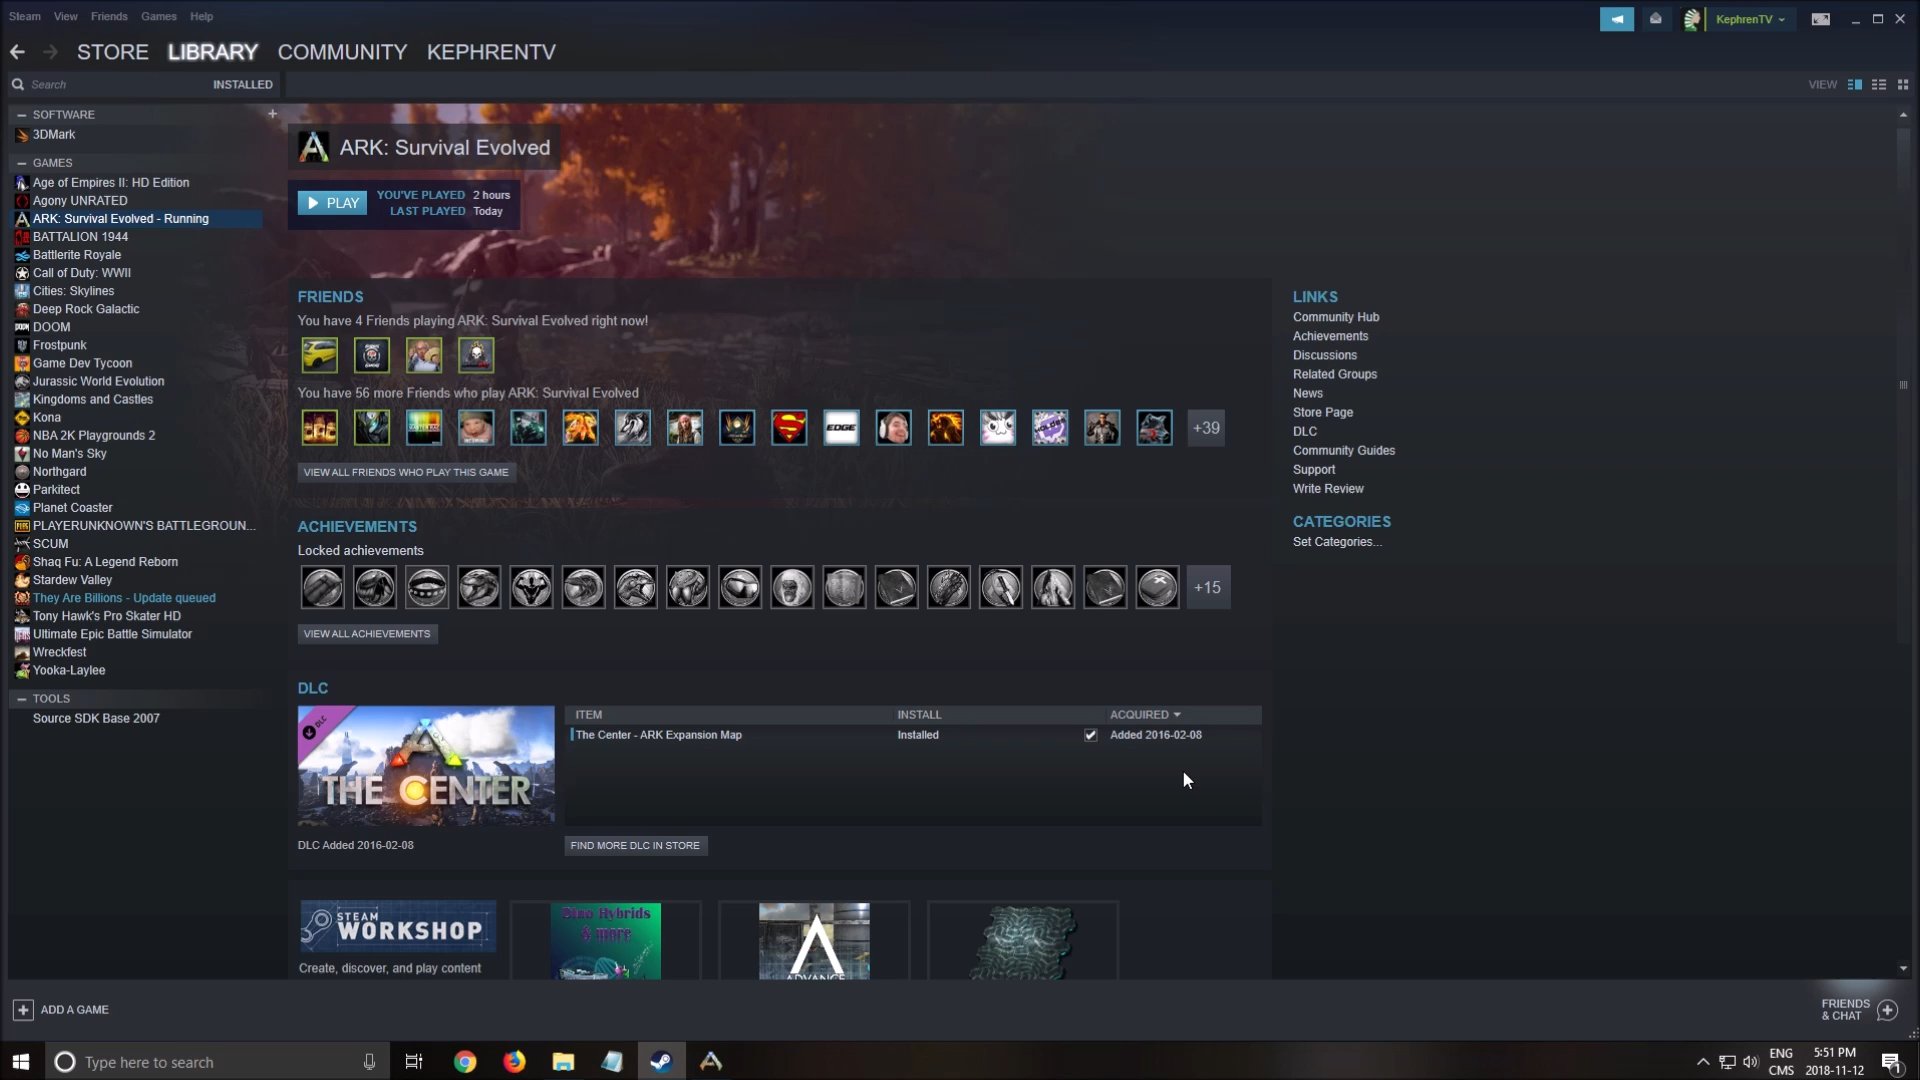 Steam View Friends Games Help
KephrenTV
STORE LIBRARY COMMUNITY KEPHRENTV
Search INSTALLED
VIEW
SOFTWARE
3DMark
GAMES
Age of Empires II: HD Edition
Agony UNRATED
ARK: Survival Evolved - Running
BATTALION 1944
Battlerite Royale
Call of Duty: WWII
Cities: Skylines
Deep Rock Galactic
DOOM
Frostpunk
Game Dev Tycoon
Jurassic World Evolution
Kingdoms and Castles
Kona
NBA 2K Playgrounds 2
No Man's Sky
Northgard
Parkitect
Planet Coaster
PLAYERUNKNOWN'S BATTLEGROUN...
SCUM
Shaq Fu: A Legend Reborn
Stardew Valley
They Are Billions - Update queued
Tony Hawk's Pro Skater HD
Ultimate Epic Battle Simulator
Wreckfest
Yooka-Laylee
TOOLS
Source SDK Base 2007
ARK: Survival Evolved
PLAY
YOU'VE PLAYED 2 hours
LAST PLAYED Today
FRIENDS
You have 4 Friends playing ARK: Survival Evolved right now!
You have 56 more Friends who play ARK: Survival Evolved
EDGE
+39
VIEW ALL FRIENDS WHO PLAY THIS GAME
ACHIEVEMENTS
Locked achievements
+15
VIEW ALL ACHIEVEMENTS
DLC
DLC
THE CENTER
DLC Added 2016-02-08
ITEM INSTALL ACQUIRED
The Center - ARK Expansion Map Installed Added 2016-02-08
FIND MORE DLC IN STORE
STEAM
WORKSHOP
Create, discover, and play content
Dino Hybrids
& more
ADVANCE
LINKS
Community Hub
Achievements
Discussions
Related Groups
News
Store Page
DLC
Community Guides
Support
Write Review
CATEGORIES
Set Categories...
ADD A GAME
FRIENDS
& CHAT
Type here to search
ENG
CMS
5:51 PM
2018-11-12
1